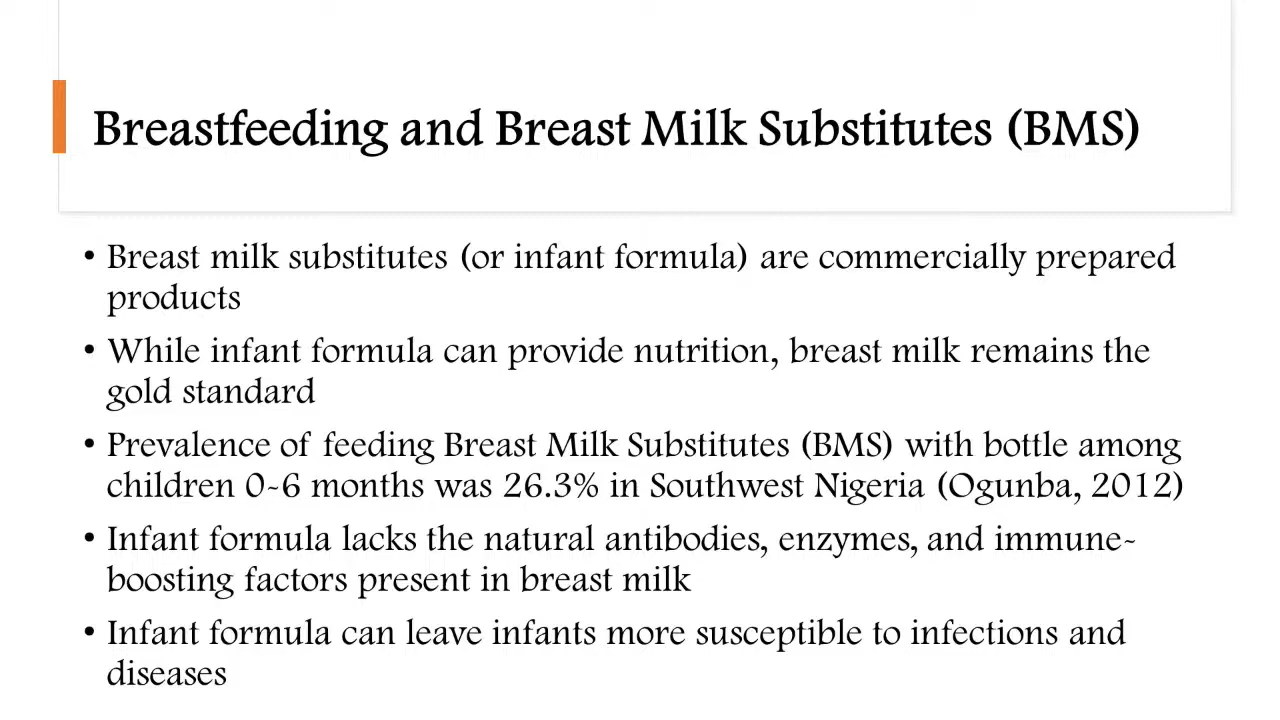 Breastfeeding and Breast Milk Substitutes (BMS)
• Breast milk substitutes (or infant formula) are commercially prepared
products
• While infant formula can provide nutrition, breast milk remains the
gold standard
• Prevalence of feeding Breast Milk Substitutes (BMS) with bottle among
children 0-6 months was 26.3% in Southwest Nigeria (Ogunba, 2012)
• Infant formula lacks the natural antibodies, enzymes, and immune-
boosting factors present in breast milk
• Infant formula can leave infants more susceptible to infections and
diseases